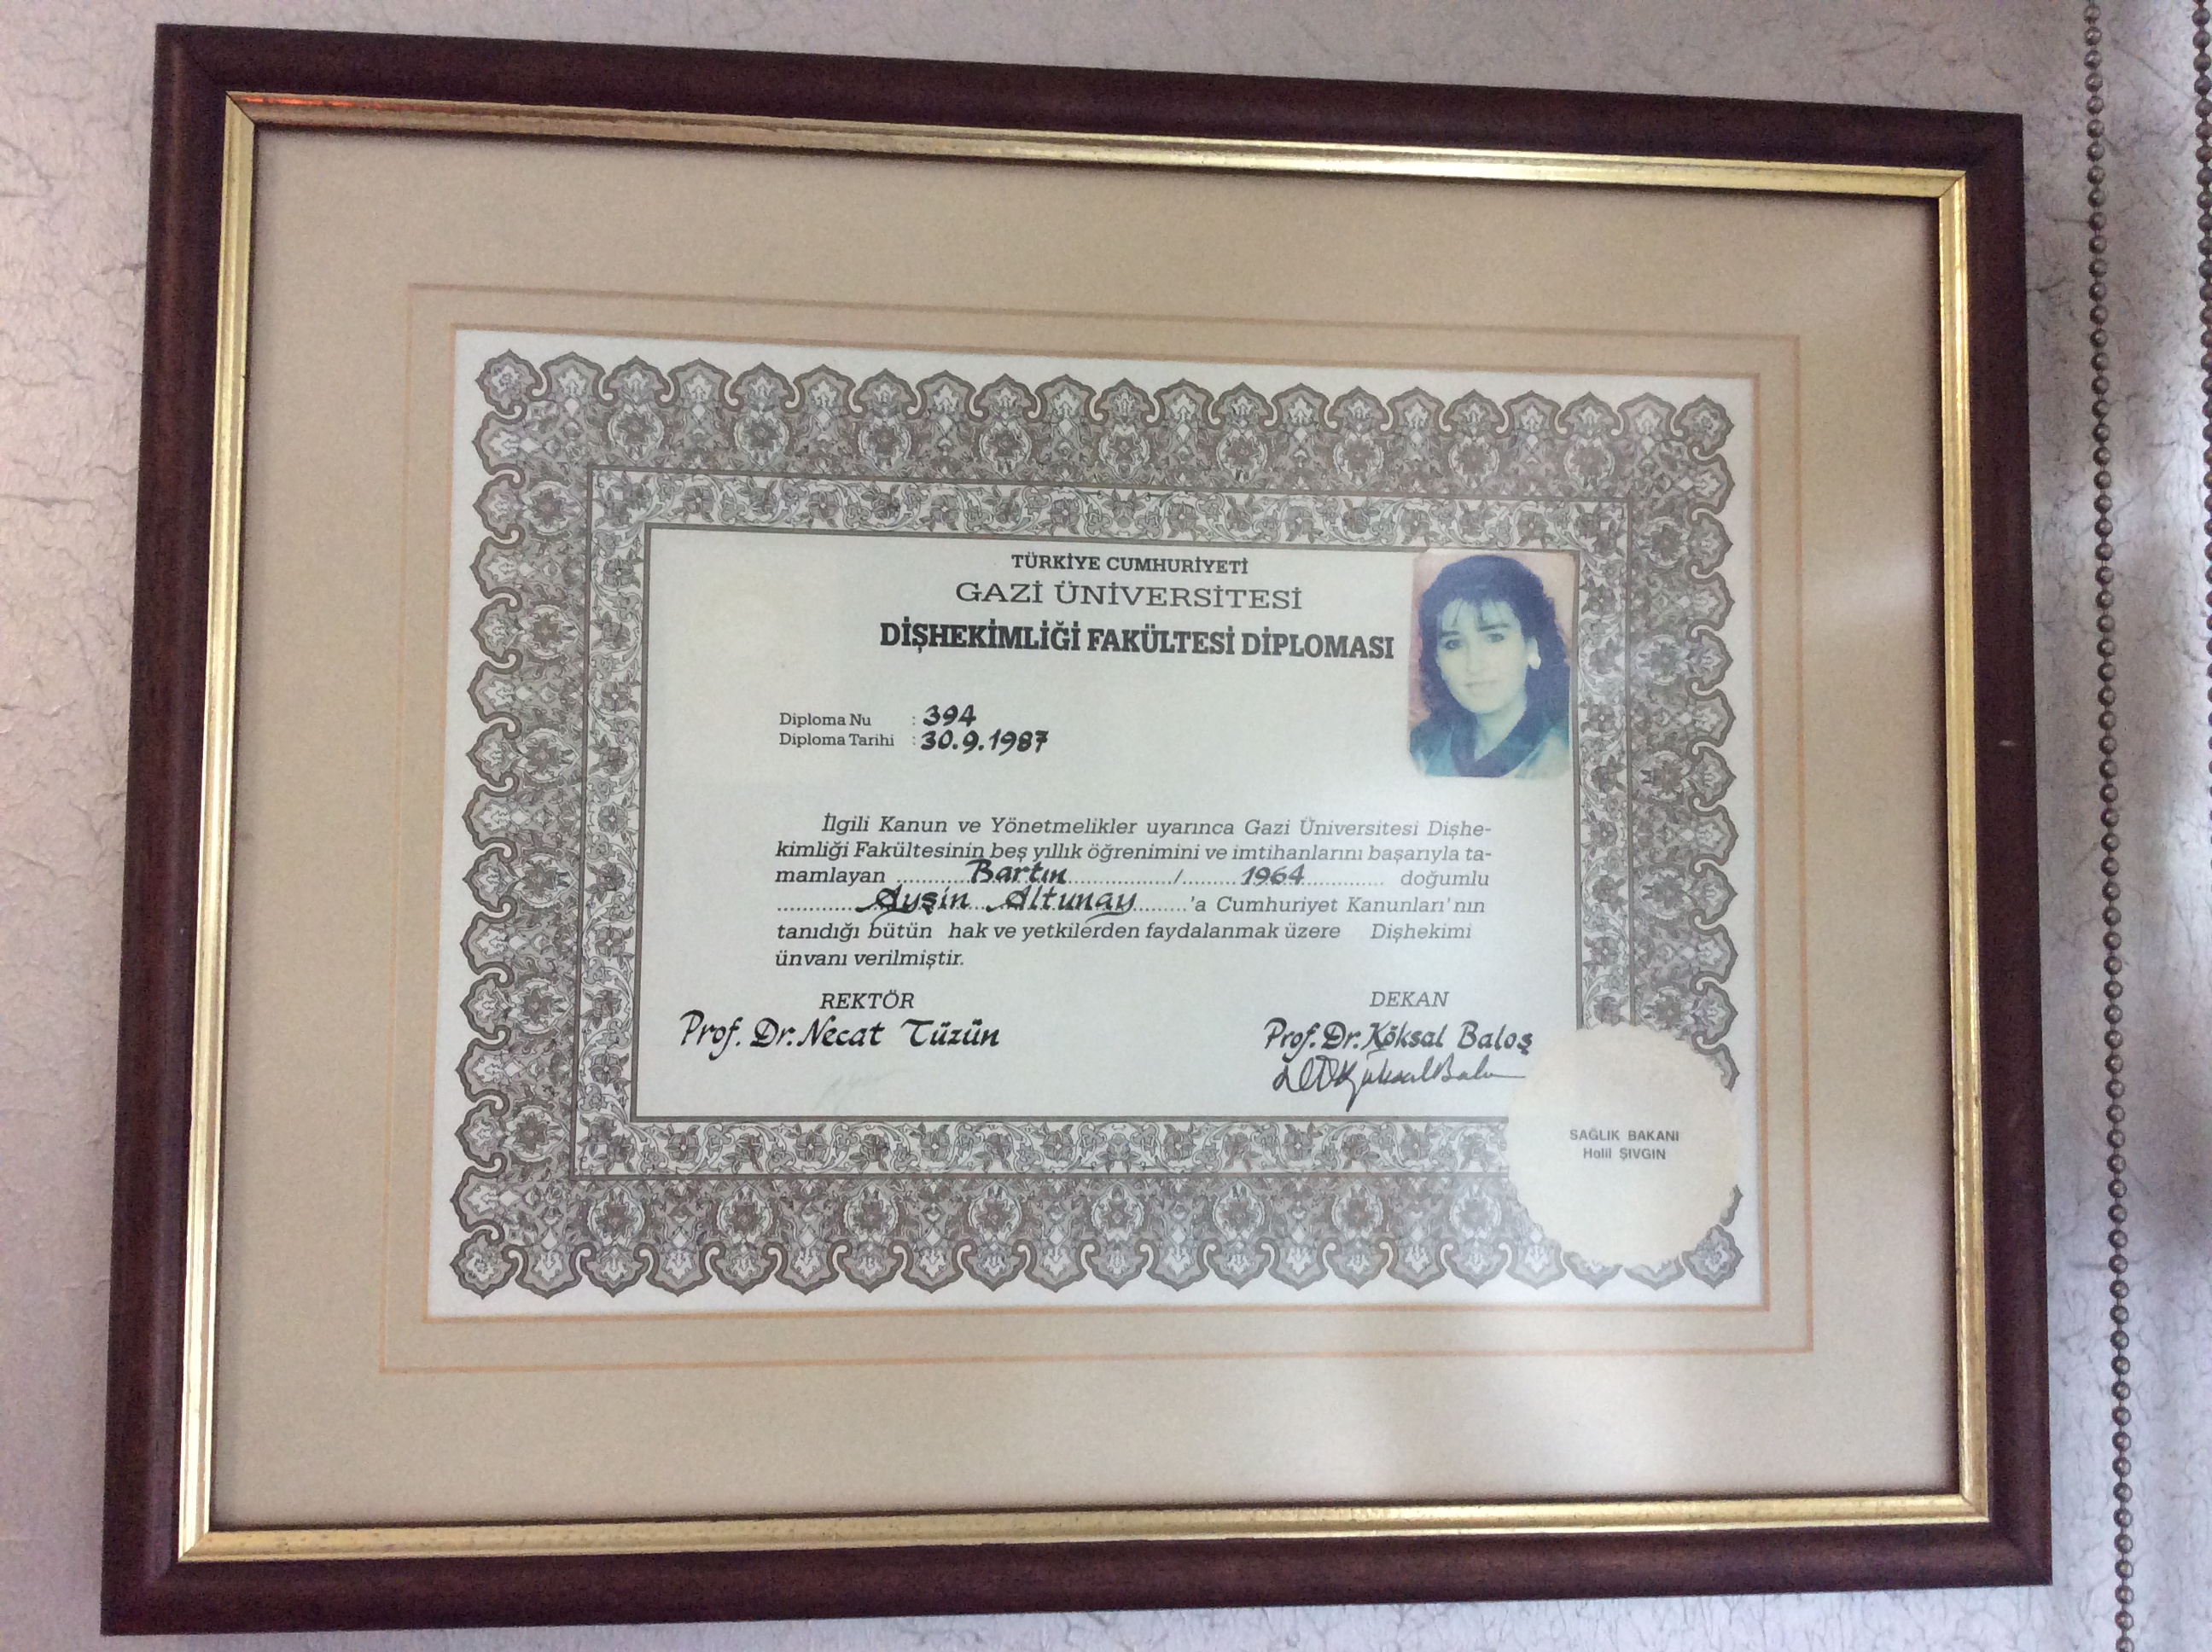 TÜRKİYE CUMHURİYETİ
GAZİ ÜNİVERSİTESİ
DİŞHEKİMLİĞİ FAKÜLTESİ DİPLOMASI
Diploma Nu : 394
Diploma Tarihi : 30.9.1987
İlgili Kanun ve Yönetmelikler uyarınca Gazi Üniversitesi Dişhe-
kimliği Fakültesinin beş yıllık öğrenimini ve imtihanlarını başarıyla ta-
mamlayan ..........Bartın................../.........1964............. doğumlu
.............Ayşin Altunay.........'a Cumhuriyet Kanunları'nın
tanıdığı bütün hak ve yetkilerden faydalanmak üzere Dişhekimi
ünvanı verilmiştir.
REKTÖR DEKAN
Prof. Dr. Necat Tüzün Prof. Dr. Köksal Baloş
SAĞLIK BAKANI
Halil ŞIVGIN